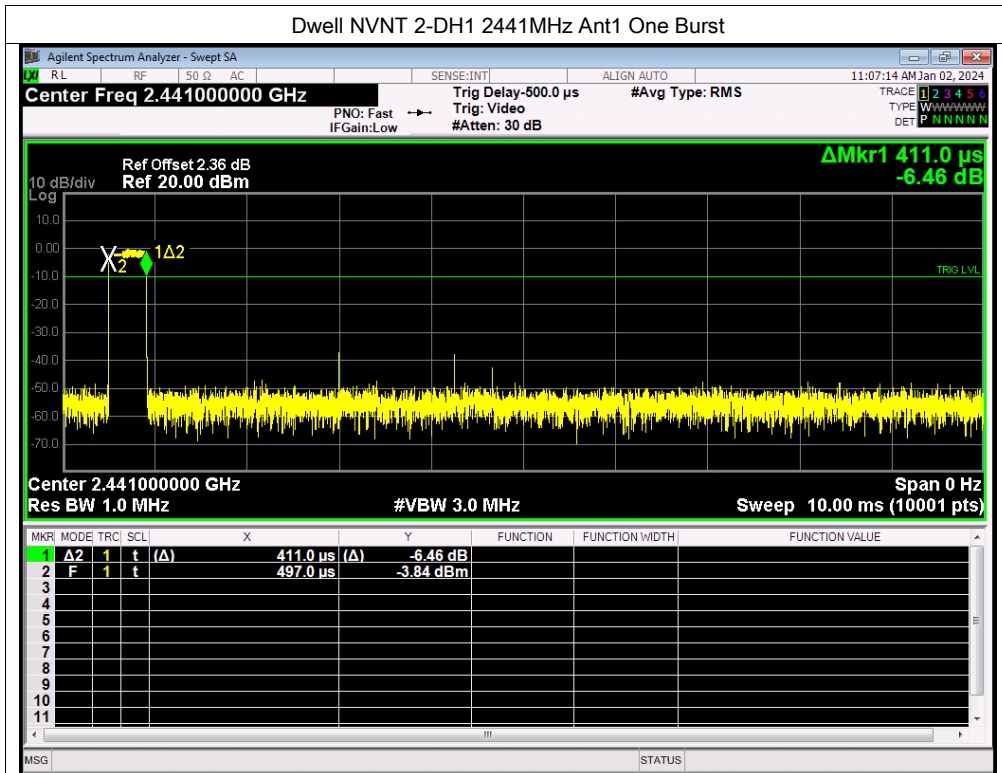 Dwell NVNT 2-DH1 2441MHz Ant1 One Burst
Agilent Spectrum Analyzer - Swept SA
LXI RL RF 50 Ω AC SENSE:INT ALIGN AUTO 11:07:14 AM Jan 02, 2024
Center Freq 2.441000000 GHz
PNO: Fast
IFGain:Low
Trig Delay-500.0 µs
Trig: Video
#Atten: 30 dB
#Avg Type: RMS
TRACE 1 2 3 4 5 6
TYPE WWWWWW
DET P N N N N N
ΔMkr1 411.0 µs
-6.46 dB
Ref Offset 2.36 dB
10 dB/div Ref 20.00 dBm
Log
10.0
0.00
-10.0
-20.0
-30.0
-40.0
-50.0
-60.0
-70.0
X2 1Δ2
TRIG LVL
Center 2.441000000 GHz Span 0 Hz
Res BW 1.0 MHz #VBW 3.0 MHz Sweep 10.00 ms (10001 pts)
MKR MODE TRC SCL X Y FUNCTION FUNCTION WIDTH FUNCTION VALUE
1 Δ2 1 t (Δ) 411.0 µs (Δ) -6.46 dB
2 F 1 t 497.0 µs -3.84 dBm
3
4
5
6
7
8
9
10
11
MSG STATUS